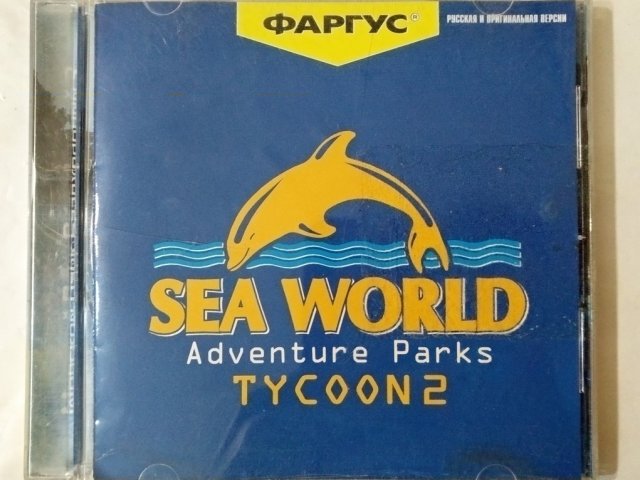 ФАРГУС®
РУССКАЯ И ОРИГИНАЛЬНАЯ ВЕРСИИ
SEA WORLD
Adventure Parks
TYCOON 2